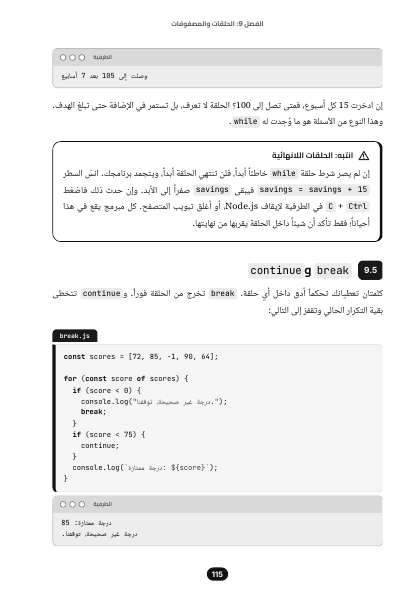 الفصل 9: الحلقات والمصفوفات
الطرفية
وصلت إلى 105 بعد 7 أسابيع
إن ادخرت 15 كل أسبوع، فمتى تصل إلى 100؟ الحلقة لا تعرف، بل تستمر في الإضافة حتى تبلغ الهدف.
وهذا النوع من الأسئلة هو ما وُجدت له while.
انتبه: الحلقات اللانهائية
إن لم يصر شرط حلقة while خاطئاً أبداً، فلن تنتهي الحلقة أبداً، ويتجمد برنامجك. انسَ السطر
savings = savings + 15 فيبقى savings صفراً إلى الأبد. وإن حدث ذلك فاضغط
Ctrl + C في الطرفية لإيقاف Node.js، أو أغلق تبويب المتصفح. كل مبرمج يقع في هذا
أحياناً؛ فقط تأكد أن شيئاً داخل الحلقة يقربها من نهايتها.
9.5 break و continue
كلمتان تعطيانك تحكماً أدق داخل أي حلقة. break تخرج من الحلقة فوراً. و continue تتخطى
بقية التكرار الحالي وتقفز إلى التالي:
break.js
const scores = [72, 85, -1, 90, 64];
for (const score of scores) {
if (score < 0) {
console.log("درجة غير صحيحة، توقفنا.");
break;
}
if (score < 75) {
continue;
}
console.log(`درجة ممتازة: ${score}`);
}
الطرفية
درجة ممتازة: 85
درجة غير صحيحة، توقفنا.
115